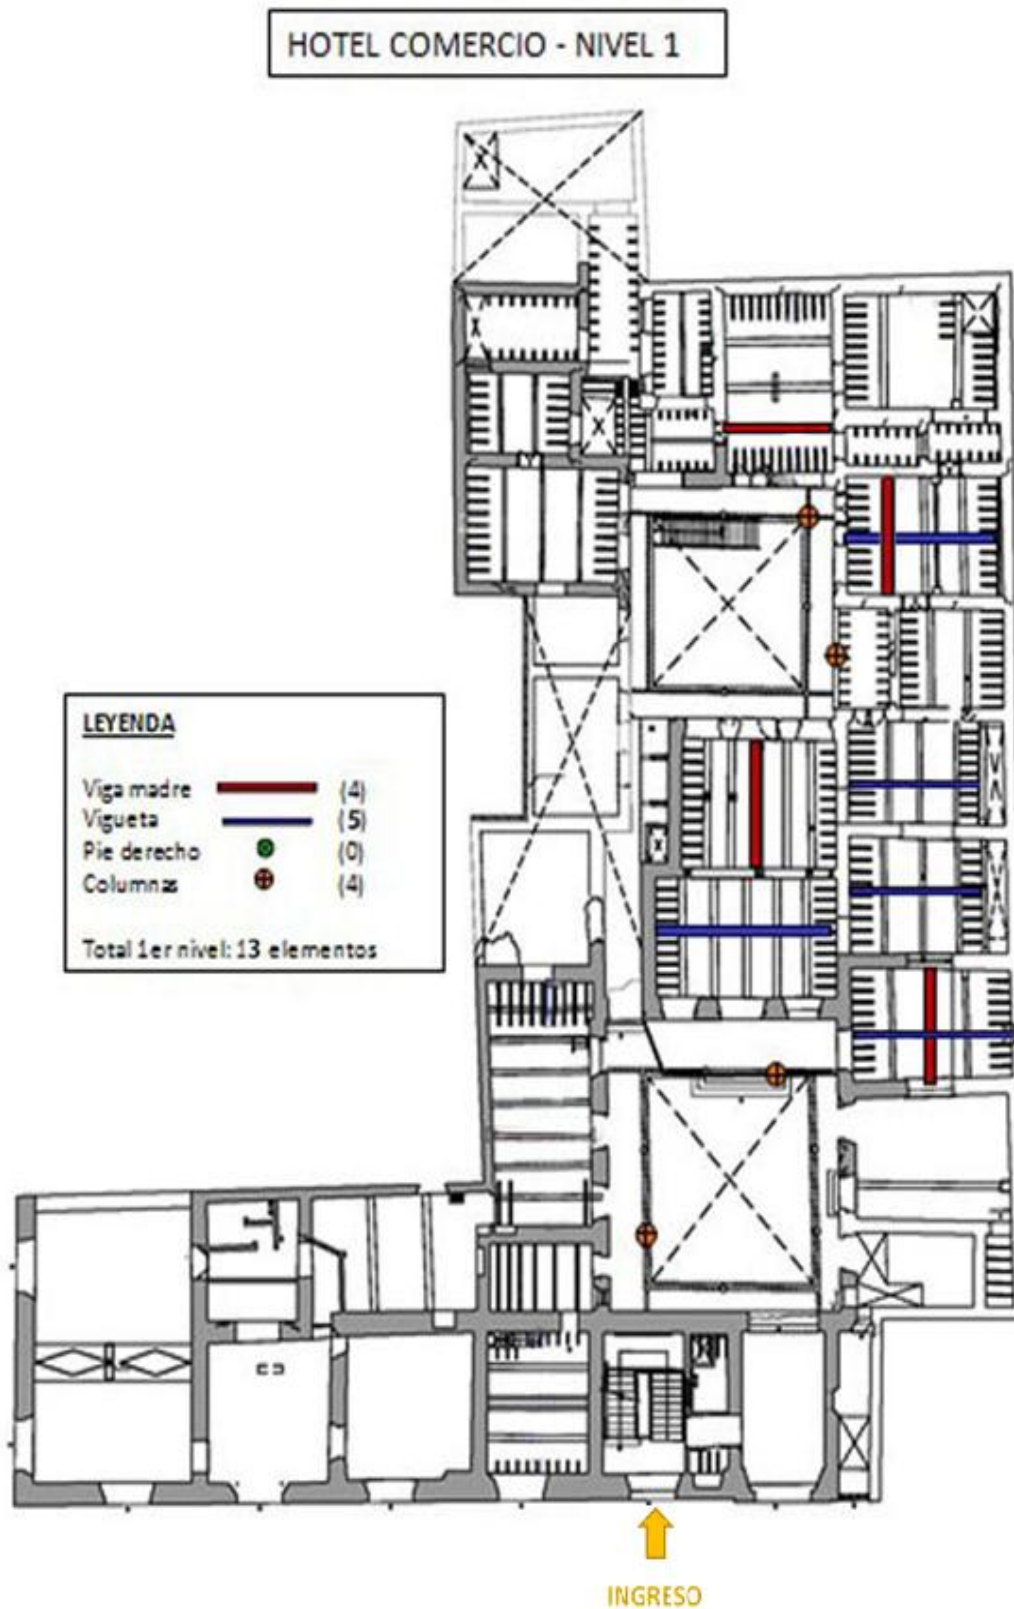 HOTEL COMERCIO - NIVEL 1
LEYENDA
Viga madre (4)
Vigueta (5)
Pie derecho (0)
Columnas (4)
Total 1er nivel: 13 elementos
INGRESO